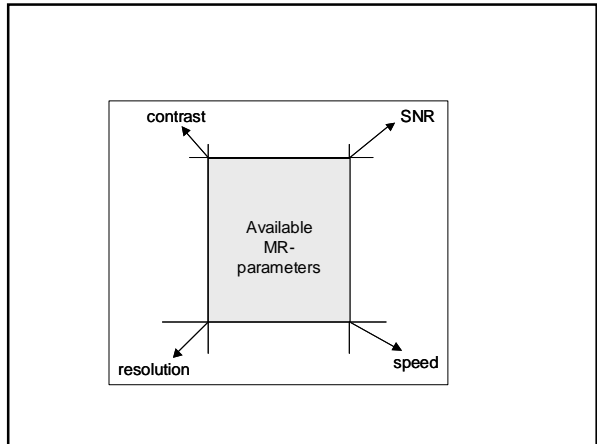 contrast
SNR
Available
MR-
parameters
resolution
speed